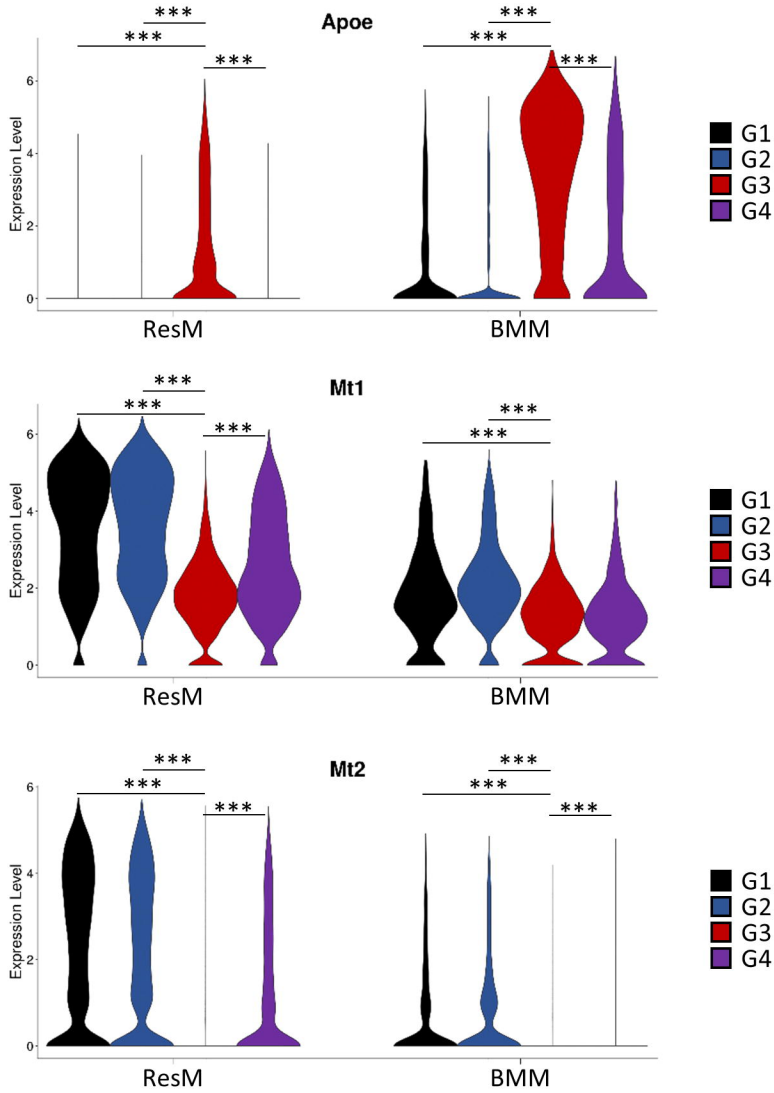 Apoe
*** ***
*** ***
*** ***
Expression Level
6
4
2
0
ResM BMM
G1
G2
G3
G4
Mt1
*** ***
*** ***
***
Expression Level
6
4
2
0
ResM BMM
G1
G2
G3
G4
Mt2
*** ***
*** ***
*** ***
Expression Level
6
4
2
0
ResM BMM
G1
G2
G3
G4